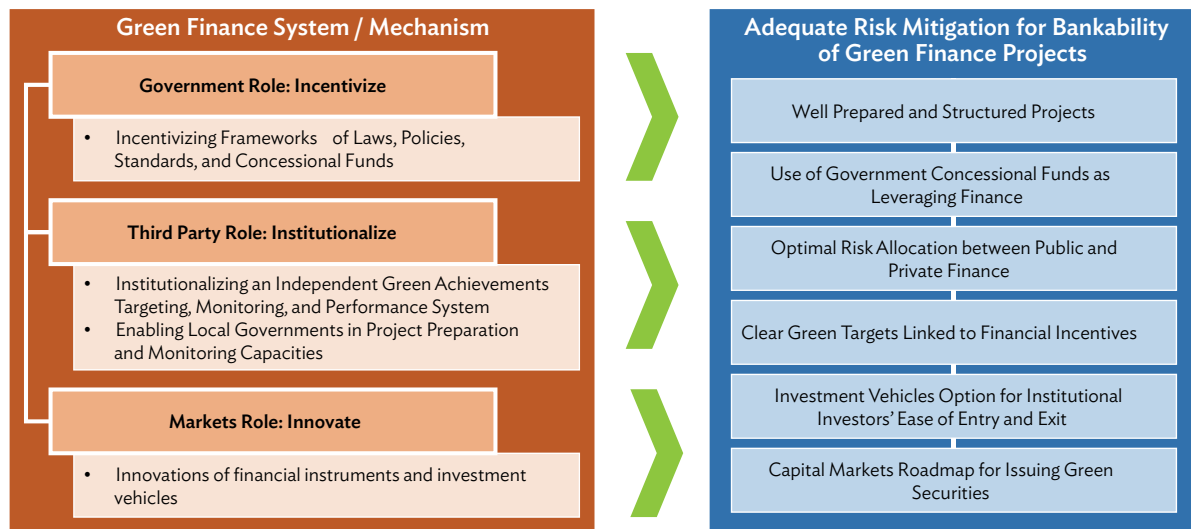 Green Finance System / Mechanism
Government Role: Incentivize
• Incentivizing Frameworks of Laws, Policies,
Standards, and Concessional Funds
Third Party Role: Institutionalize
• Institutionalizing an Independent Green Achievements
Targeting, Monitoring, and Performance System
• Enabling Local Governments in Project Preparation
and Monitoring Capacities
Markets Role: Innovate
• Innovations of financial instruments and investment
vehicles
Adequate Risk Mitigation for Bankability
of Green Finance Projects
Well Prepared and Structured Projects
Use of Government Concessional Funds as
Leveraging Finance
Optimal Risk Allocation between Public and
Private Finance
Clear Green Targets Linked to Financial Incentives
Investment Vehicles Option for Institutional
Investors’ Ease of Entry and Exit
Capital Markets Roadmap for Issuing Green
Securities